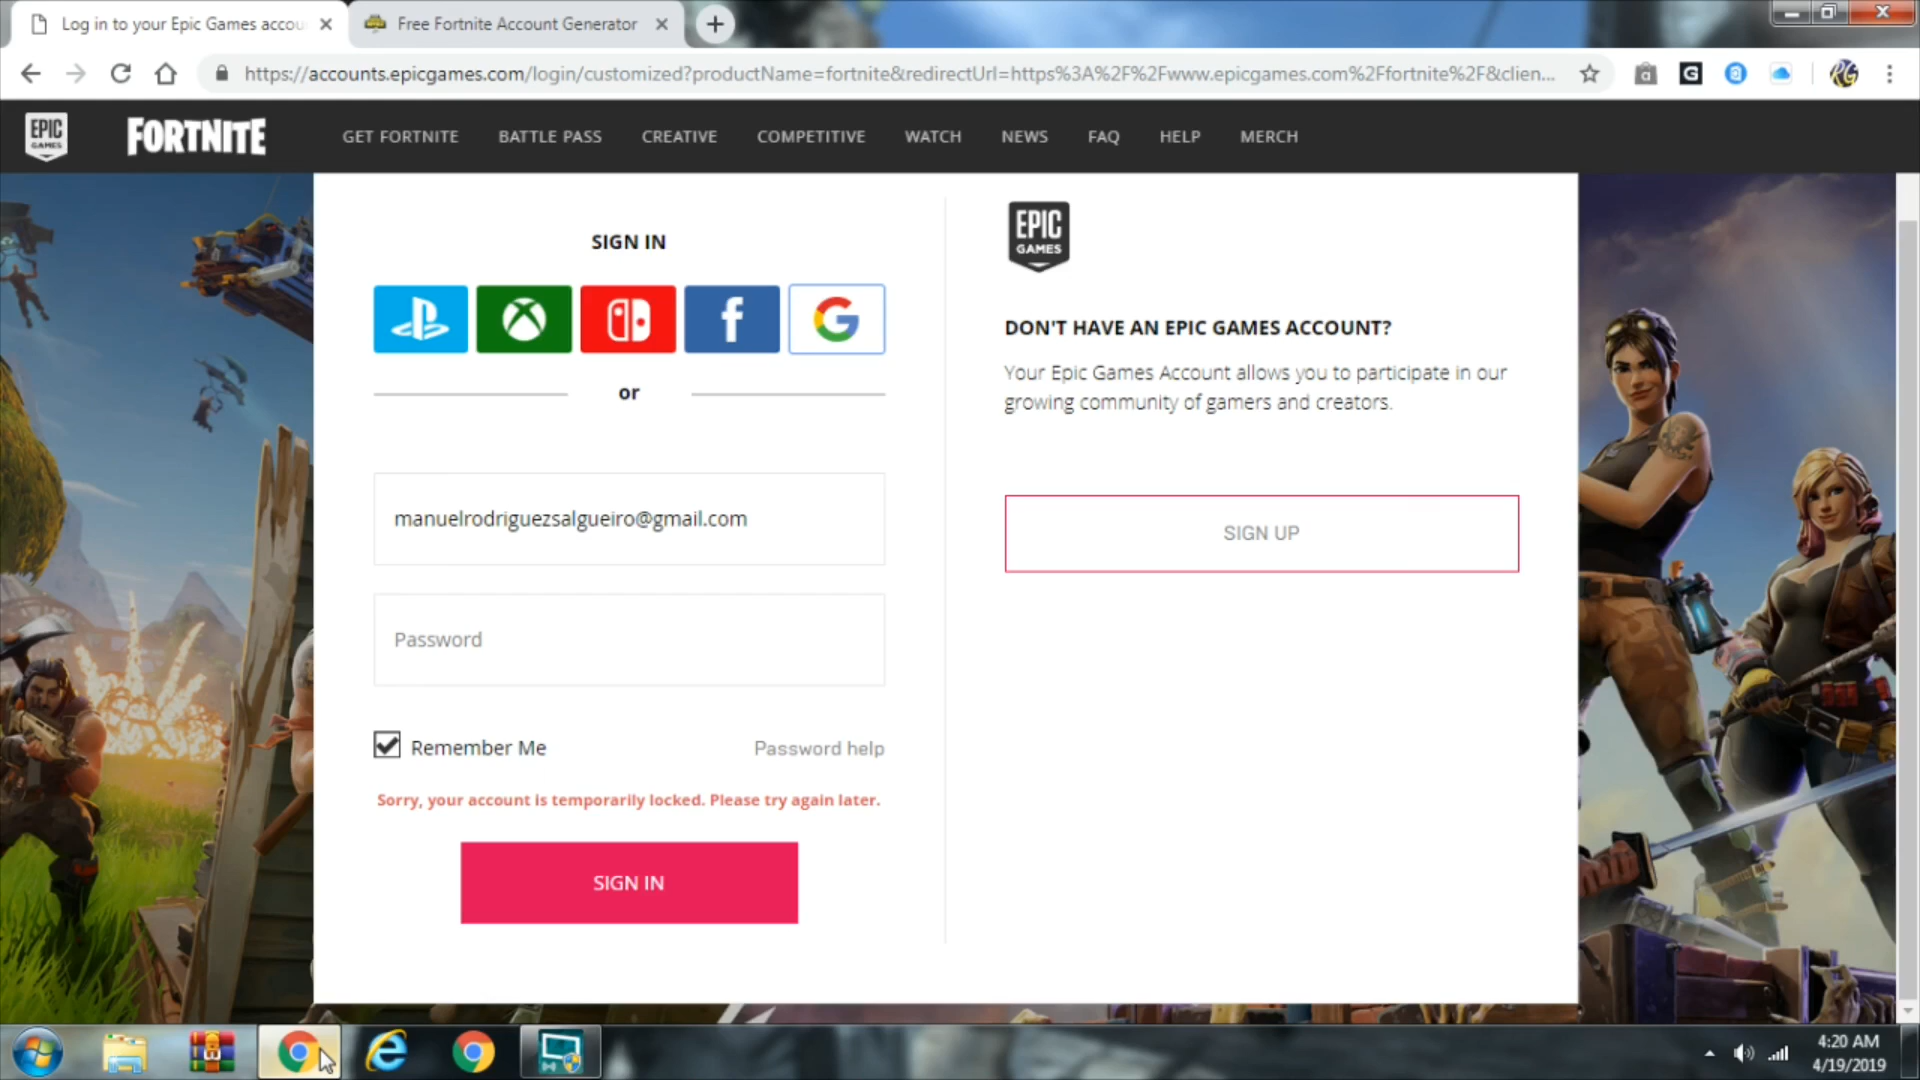 Log in to your Epic Games accou
Free Fortnite Account Generator
https://accounts.epicgames.com/login/customized?productName=fortnite&redirectUrl=https%3A%2F%2Fwww.epicgames.com%2Ffortnite%2F&clien...
a
G
RG
EPIC
GAMES
FORTNITE
GET FORTNITE
BATTLE PASS
CREATIVE
COMPETITIVE
WATCH
NEWS
FAQ
HELP
MERCH
SIGN IN
f
G
or
manuelrodriguezsalgueiro@gmail.com
Password
Remember Me
Password help
Sorry, your account is temporarily locked. Please try again later.
SIGN IN
EPIC
GAMES
DON'T HAVE AN EPIC GAMES ACCOUNT?
Your Epic Games Account allows you to participate in our
growing community of gamers and creators.
SIGN UP
4:20 AM
4/19/2019